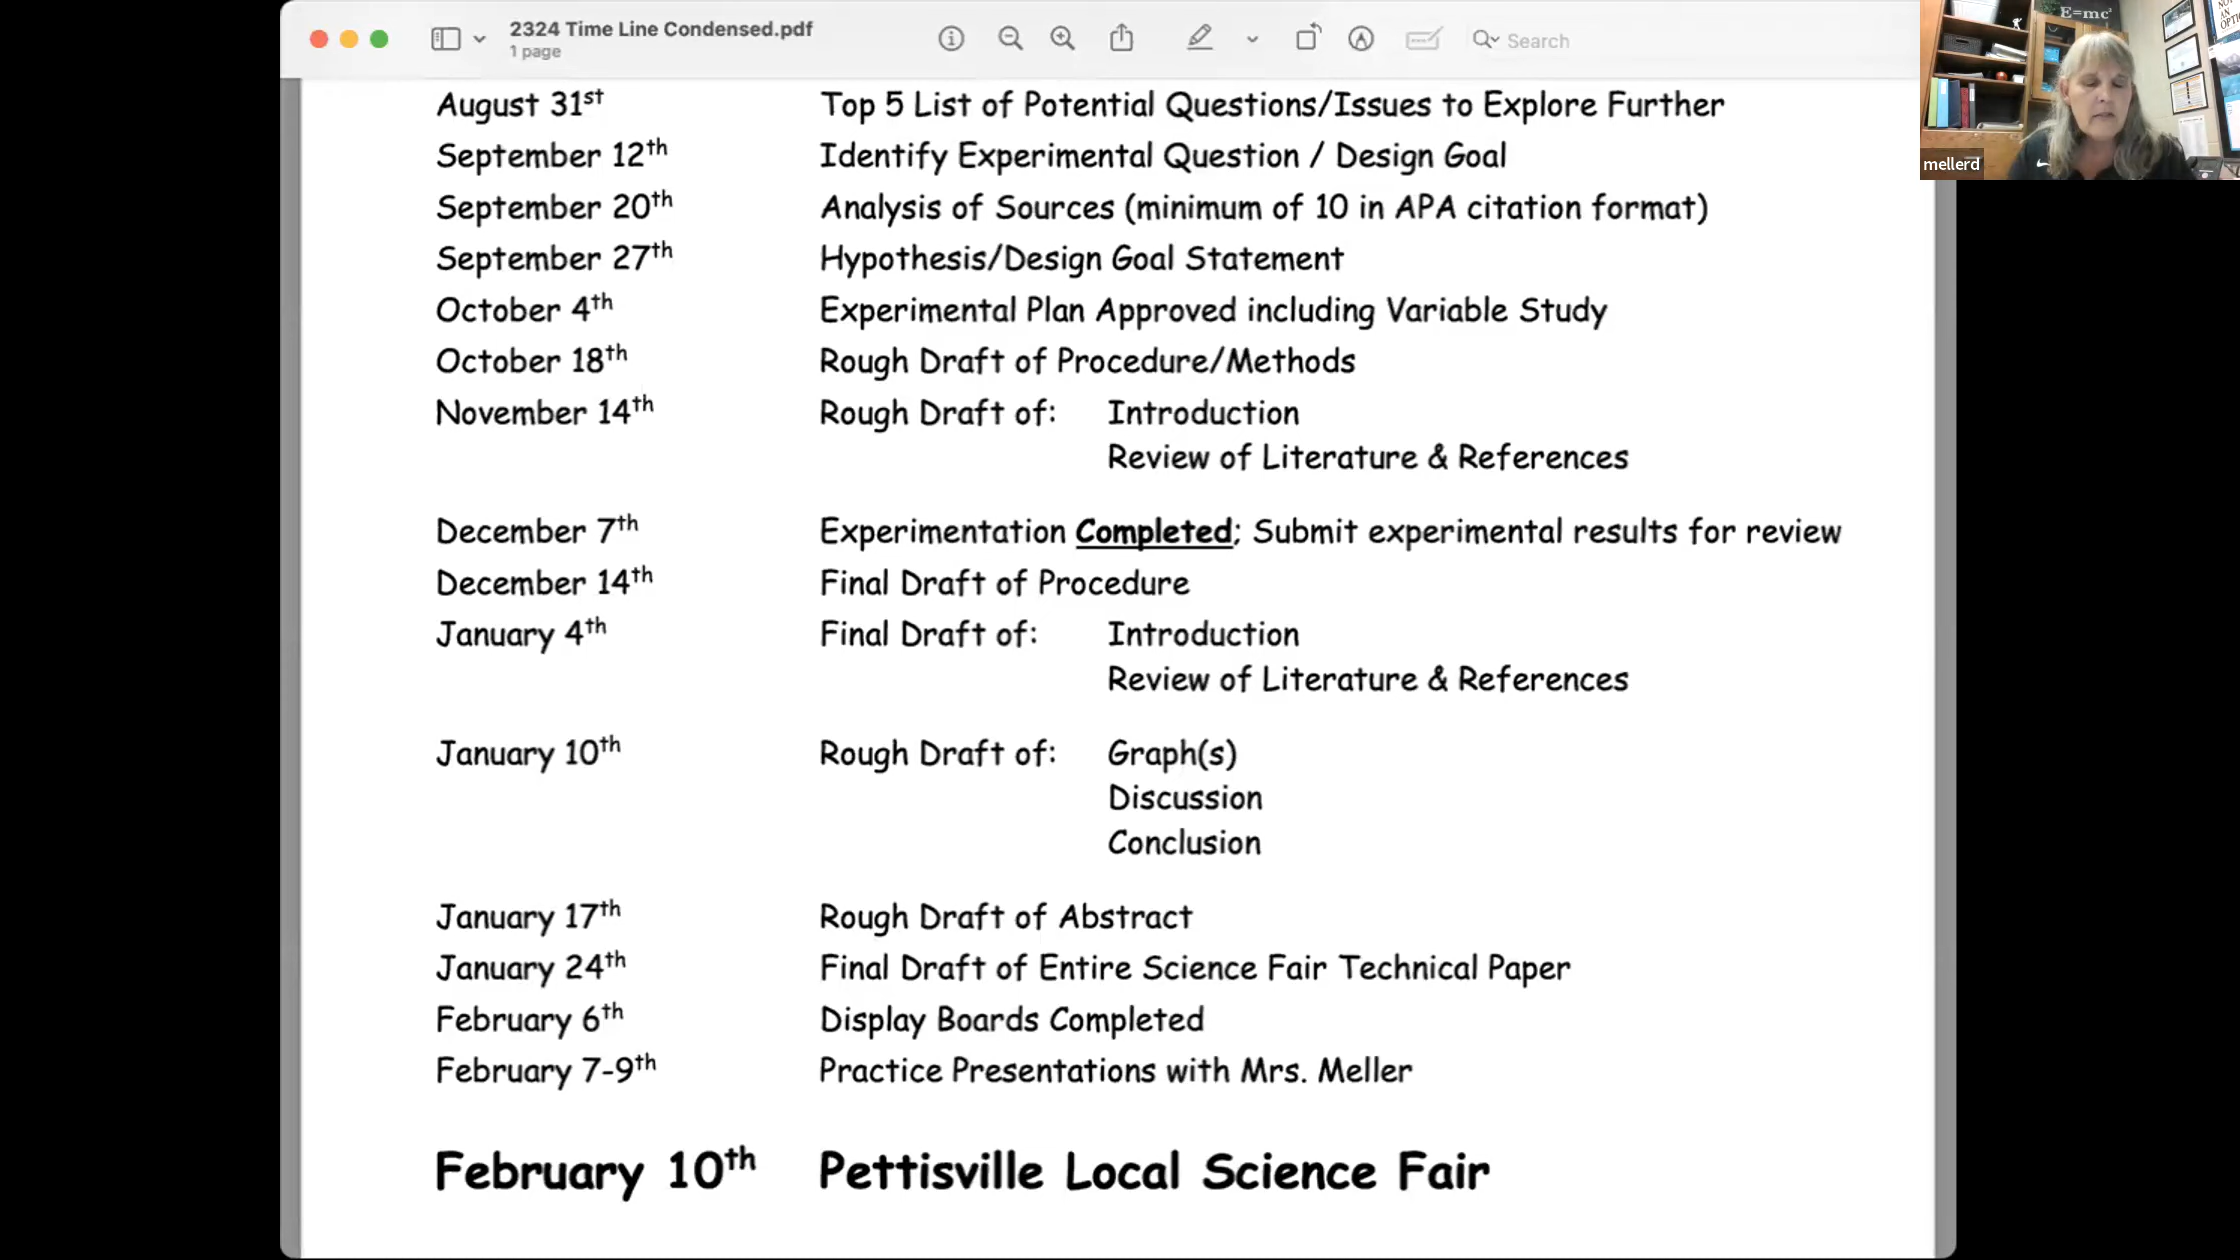 2324 Time Line Condensed.pdf
1 page
Search
E=mc²
mellerd
August 31st Top 5 List of Potential Questions/Issues to Explore Further
September 12th Identify Experimental Question / Design Goal
September 20th Analysis of Sources (minimum of 10 in APA citation format)
September 27th Hypothesis/Design Goal Statement
October 4th Experimental Plan Approved including Variable Study
October 18th Rough Draft of Procedure/Methods
November 14th Rough Draft of: Introduction
Review of Literature & References
December 7th Experimentation Completed; Submit experimental results for review
December 14th Final Draft of Procedure
January 4th Final Draft of: Introduction
Review of Literature & References
January 10th Rough Draft of: Graph(s)
Discussion
Conclusion
January 17th Rough Draft of Abstract
January 24th Final Draft of Entire Science Fair Technical Paper
February 6th Display Boards Completed
February 7-9th Practice Presentations with Mrs. Meller
February 10th Pettisville Local Science Fair